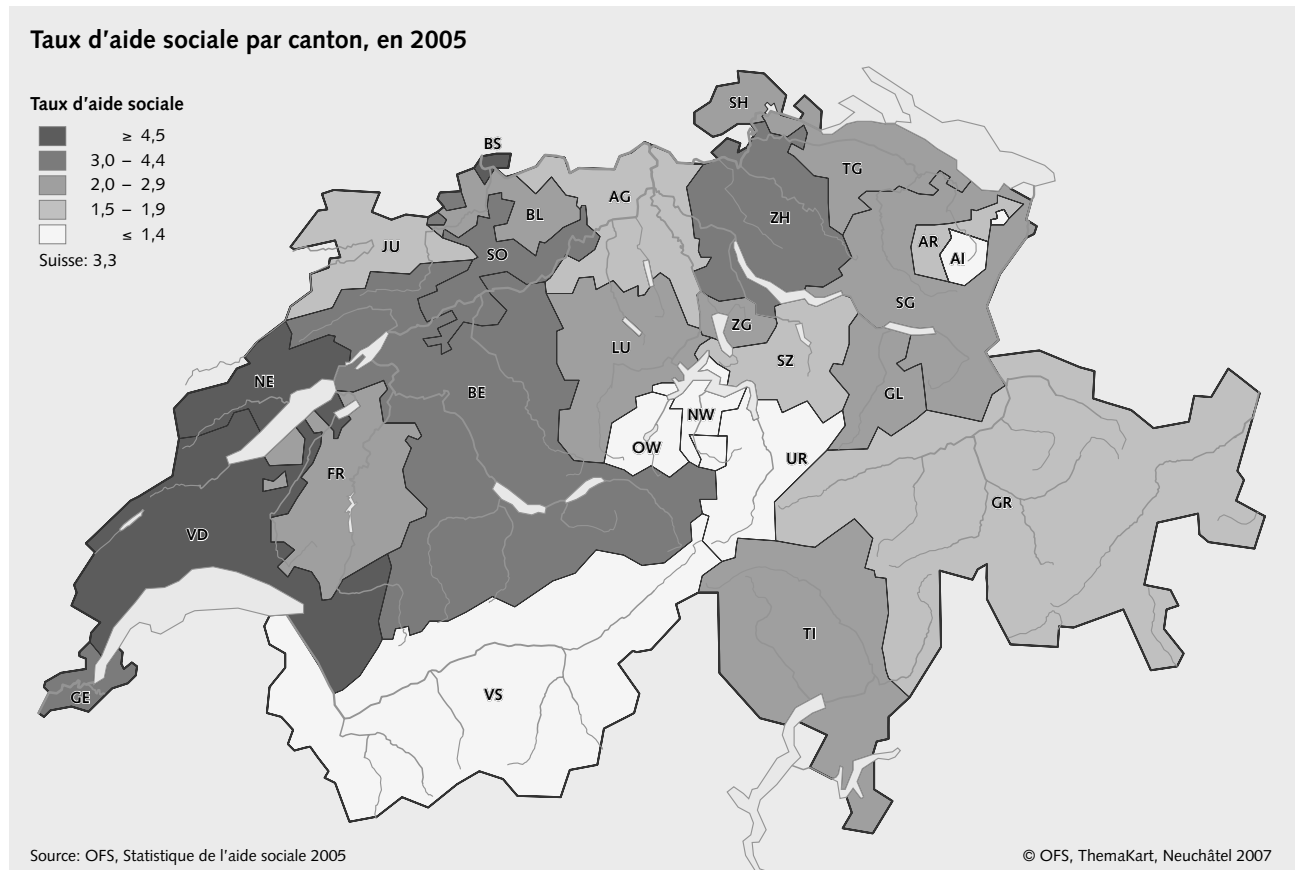 Taux d’aide sociale par canton, en 2005
Taux d’aide sociale
≥ 4,5
3,0 – 4,4
2,0 – 2,9
1,5 – 1,9
≤ 1,4
Suisse: 3,3
SH
BS
TG
AG
BL
ZH
JU
SO
AR
AI
SG
ZG
LU
SZ
NE
BE
GL
NW
OW
UR
FR
GR
VD
TI
VS
GE
Source: OFS, Statistique de l’aide sociale 2005
© OFS, ThemaKart, Neuchâtel 2007